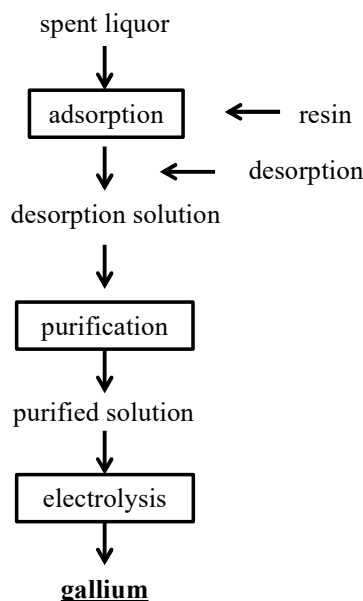 spent liquor
adsorption
resin
desorption
desorption solution
purification
purified solution
electrolysis
gallium